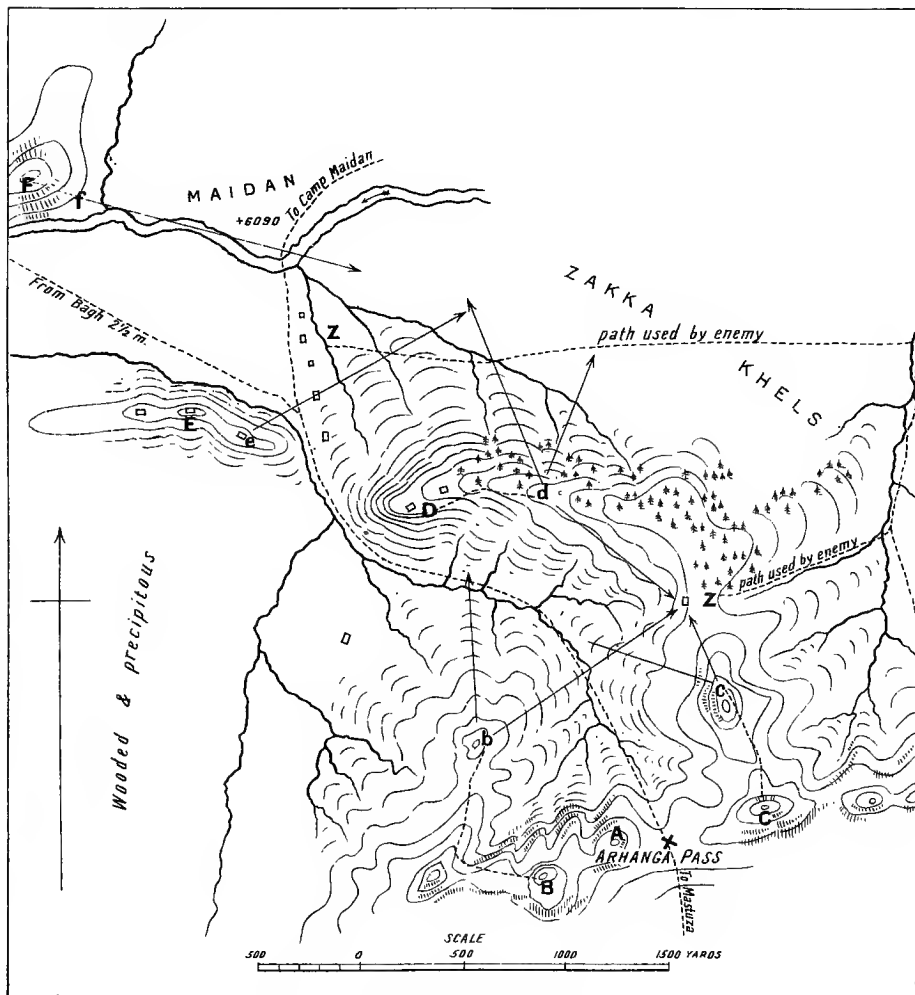 F
f
MAIDAN
+6090
To Camp Maidan
From Bagh 2½ m.
ZAKKA
KHELS
path used by enemy
Z
E
e
D
d
path used by enemy
Z
Wooded & precipitous
b
c
C
A
B
ARHANGA PASS
To Mastuza
SCALE
500 0 500 1000 1500 YARDS